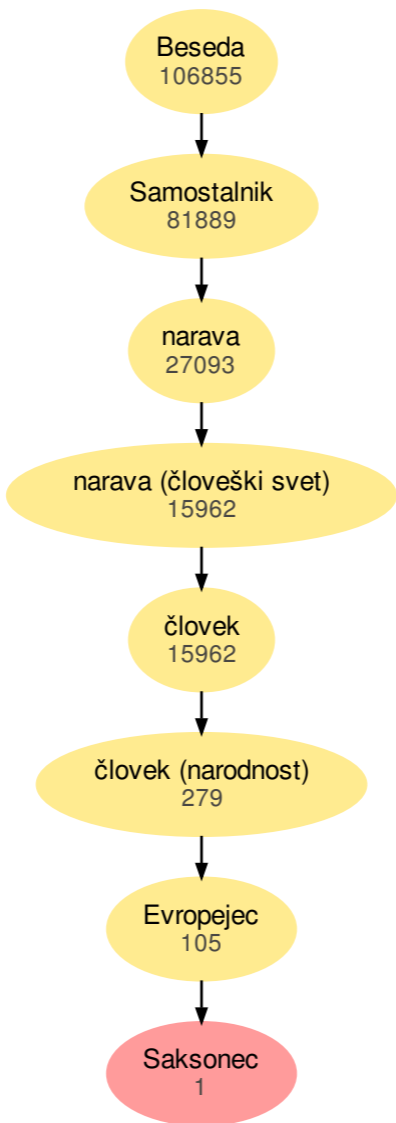 Beseda
106855
Samostalnik
81889
narava
27093
narava (človeški svet)
15962
človek
15962
človek (narodnost)
279
Evropejec
105
Saksonec
1